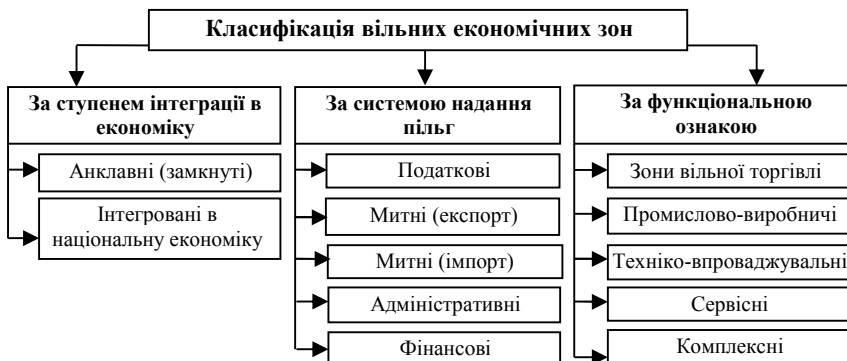 Класифікація вільних економічних зон
За ступенем інтеграції в
економіку
Анклавні (замкнуті)
Інтегровані в
національну економіку
За системою надання
пільг
Податкові
Митні (експорт)
Митні (імпорт)
Адміністративні
Фінансові
За функціональною
ознакою
Зони вільної торгівлі
Промислово-виробничі
Техніко-впроваджувальні
Сервісні
Комплексні